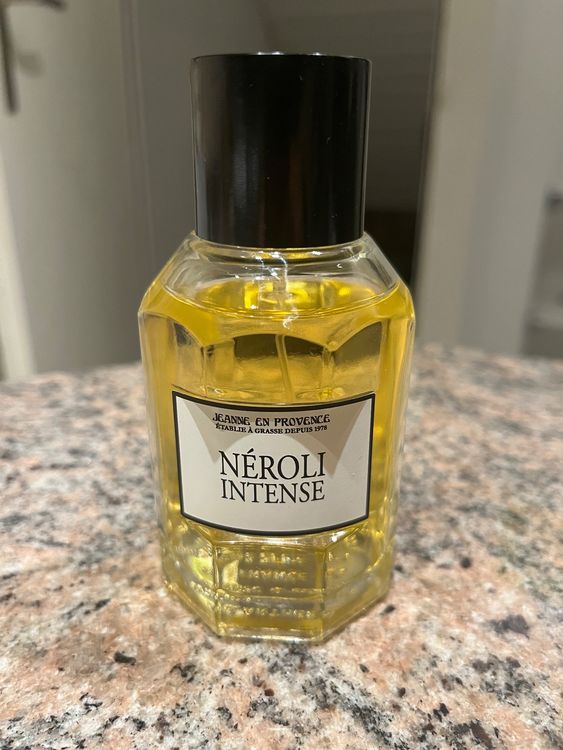 JEANNE EN PROVENCE
ÉTABLIE À GRASSE DEPUIS 1978
NÉROLI
INTENSE